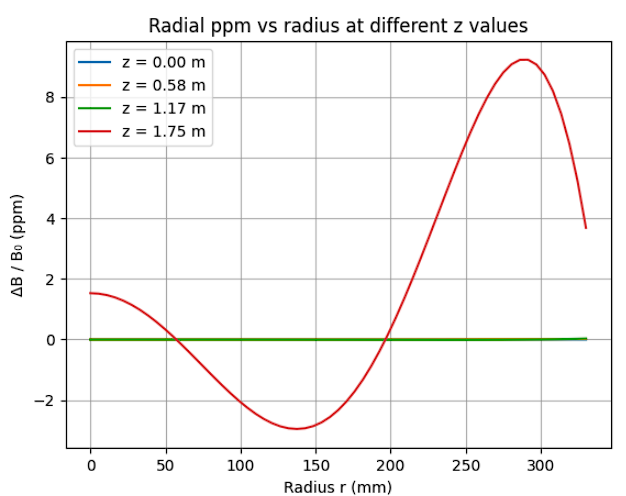 Radial ppm vs radius at different z values
z = 0.00 m
z = 0.58 m
z = 1.17 m
z = 1.75 m
ΔB / B₀ (ppm)
8
6
4
2
0
−2
0 50 100 150 200 250 300
Radius r (mm)